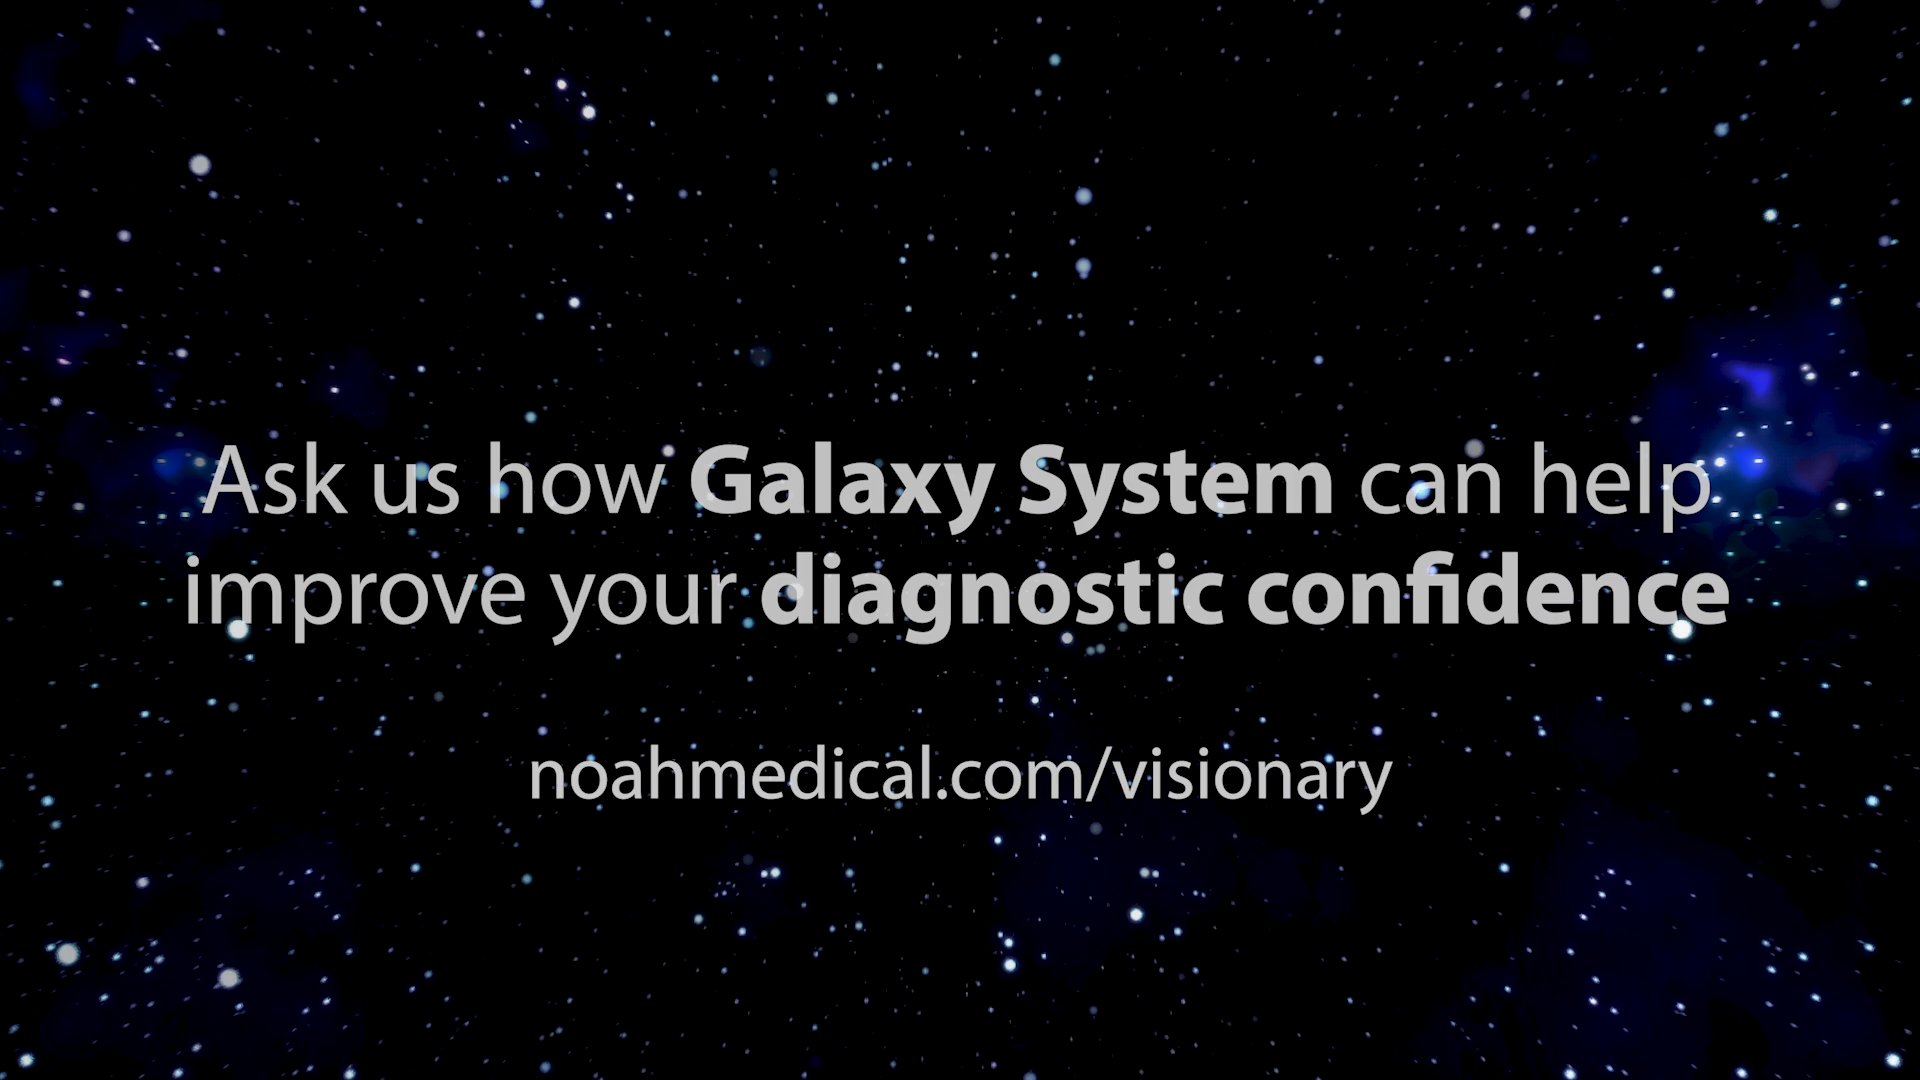 Ask us how Galaxy System can help
improve your diagnostic confidence
noahmedical.com/visionary